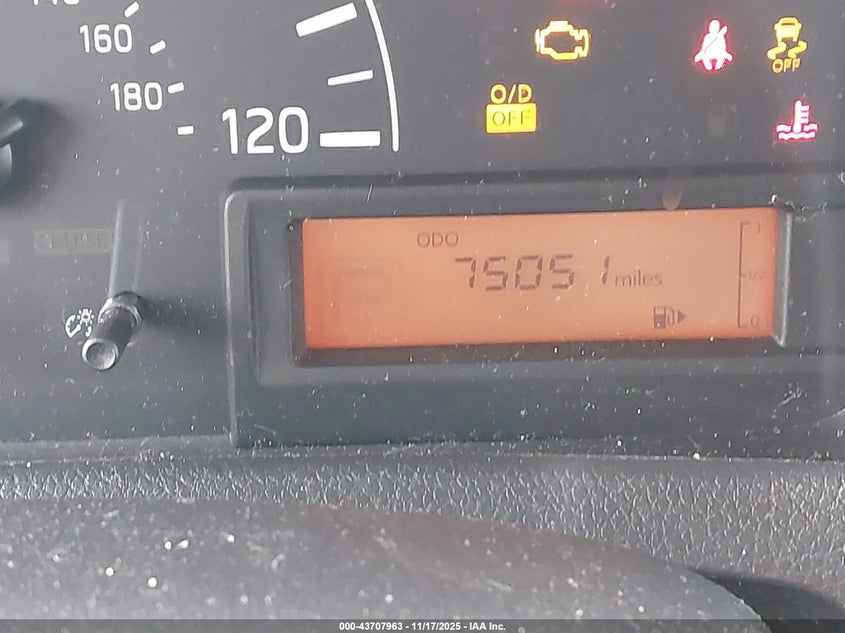 160
180
120
O/D
OFF
OFF
CRUISE
ODO
75051 miles
1
1/2
0
000-43707963 - 11/17/2025 - IAA Inc.